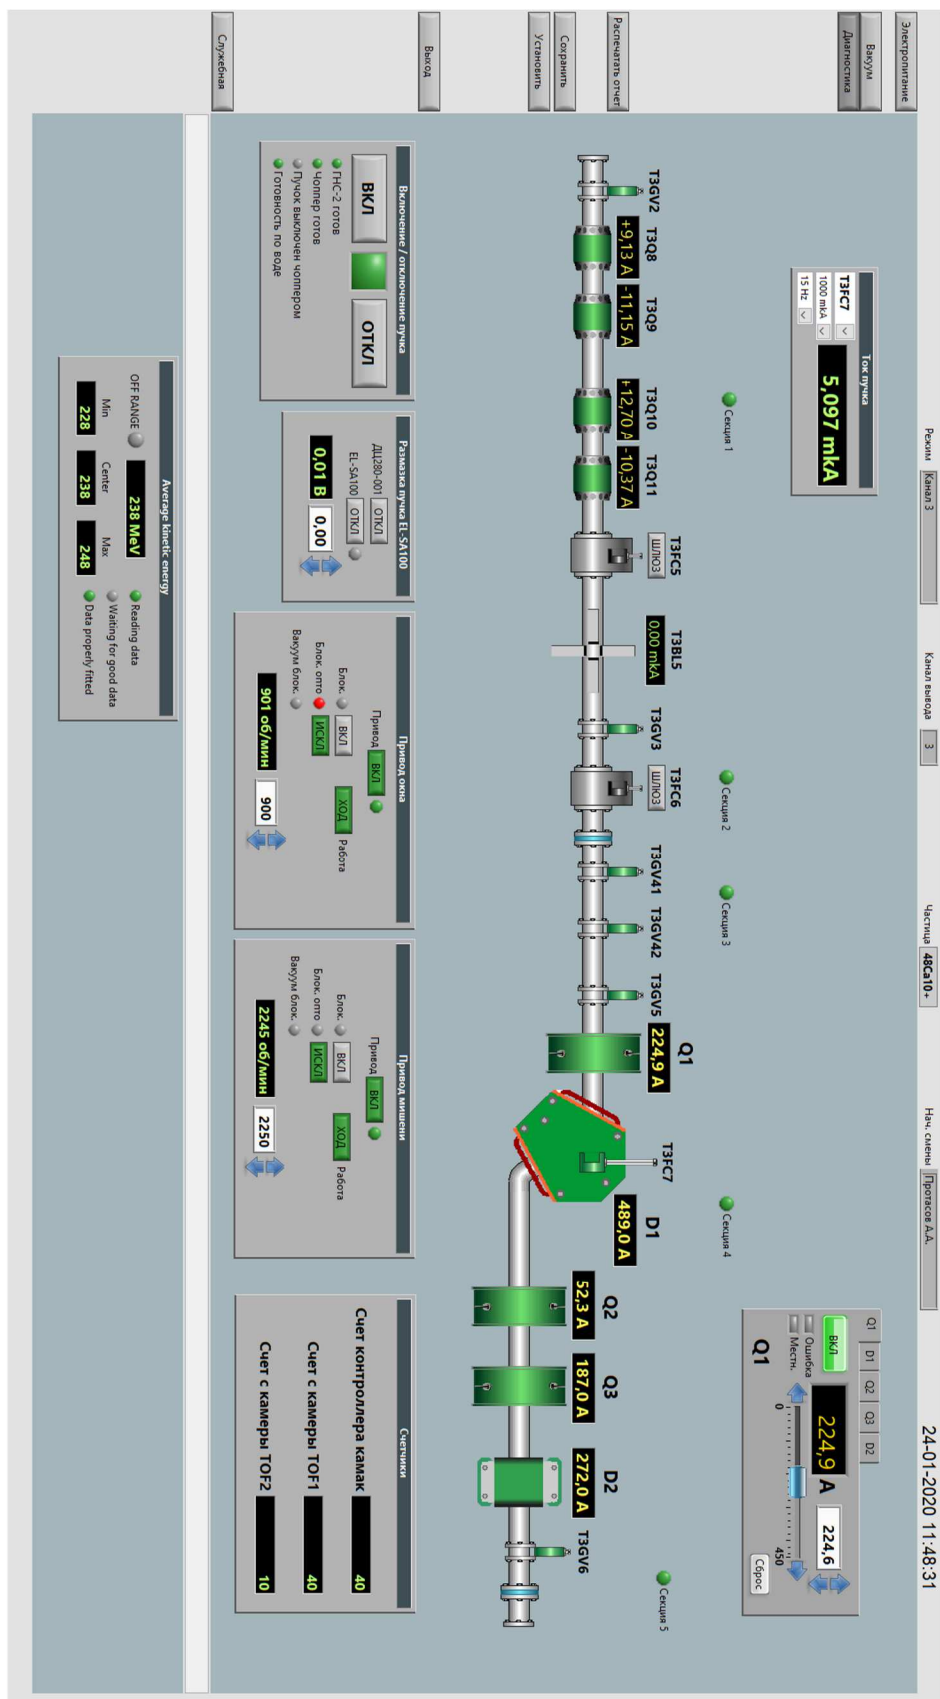 Режим
Канал 3
Канал вывода
3
Частица
48Ca10+
Нач. смены
Протасов А.А.
24-01-2020 11:48:31
Электропитание
Вакуум
Диагностика
Распечатать отчет
Сохранить
Установить
Выход
Служебная
Ток пучка
T3FC7
1000 mkA
15 Hz
5,097 mkA
Q1
D1
Q2
Q3
D2
ВКЛ
224,9 A
224,6
Ошибка
Местн.
0
450
Q1
Сброс
Секция 1
Секция 2
Секция 3
Секция 4
Секция 5
T3GV2
T3Q8
+9,13 A
T3Q9
-11,15 A
T3Q10
+12,70 A
T3Q11
-10,37 A
T3FC5
ШЛЮЗ
T3BL5
0,00 mkA
T3GV3
T3FC6
ШЛЮЗ
T3GV41
T3GV42
T3GV5
Q1
224,9 A
T3FC7
D1
489,0 A
Q2
52,3 A
Q3
187,0 A
D2
272,0 A
T3GV6
Включение / отключение пучка
ВКЛ
ОТКЛ
ГНС-2 готов
Чоппер готов
Пучок выключен чоппером
Готовность по воде
Размазка пучка EL-SA100
ДЦ280-001
ОТКЛ
EL-SA100
ОТКЛ
0,01 В
0,00
Привод окна
Привод
ВКЛ
Блок.
ВКЛ
ХОД
Работа
Блок. опто
ИСКЛ
Вакуум блок.
901 об/мин
900
Привод мишени
Привод
ВКЛ
Блок.
ВКЛ
ХОД
Работа
Блок. опто
ИСКЛ
Вакуум блок.
2245 об/мин
2250
Счетчики
Счет контроллера камак
40
Счет с камеры TOF1
40
Счет с камеры TOF2
10
Average kinetic energy
OFF RANGE
238 MeV
Reading data
Waiting for good data
Data properly fitted
Min
Center
Max
228
238
248